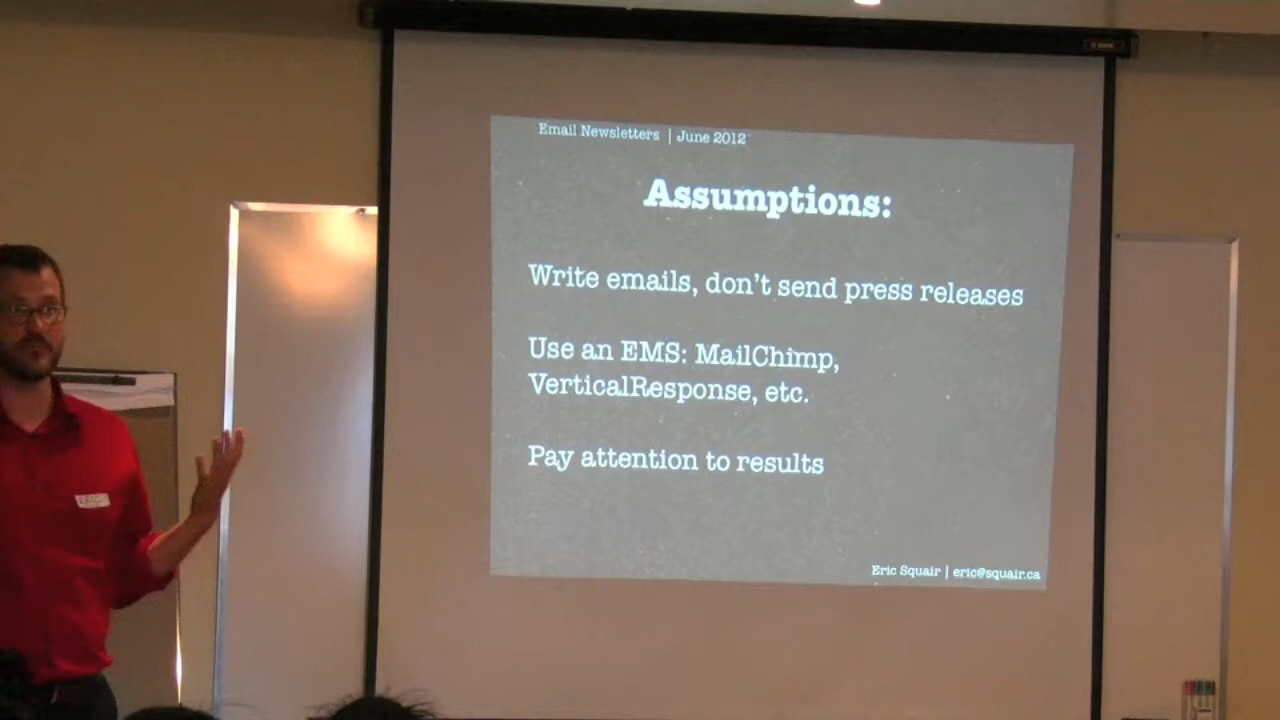 Email Newsletters | June 2012
Assumptions:
Write emails, don't send press releases
Use an EMS: MailChimp,
VerticalResponse, etc.
Pay attention to results
Eric Squair | eric@squair.ca
ERIC